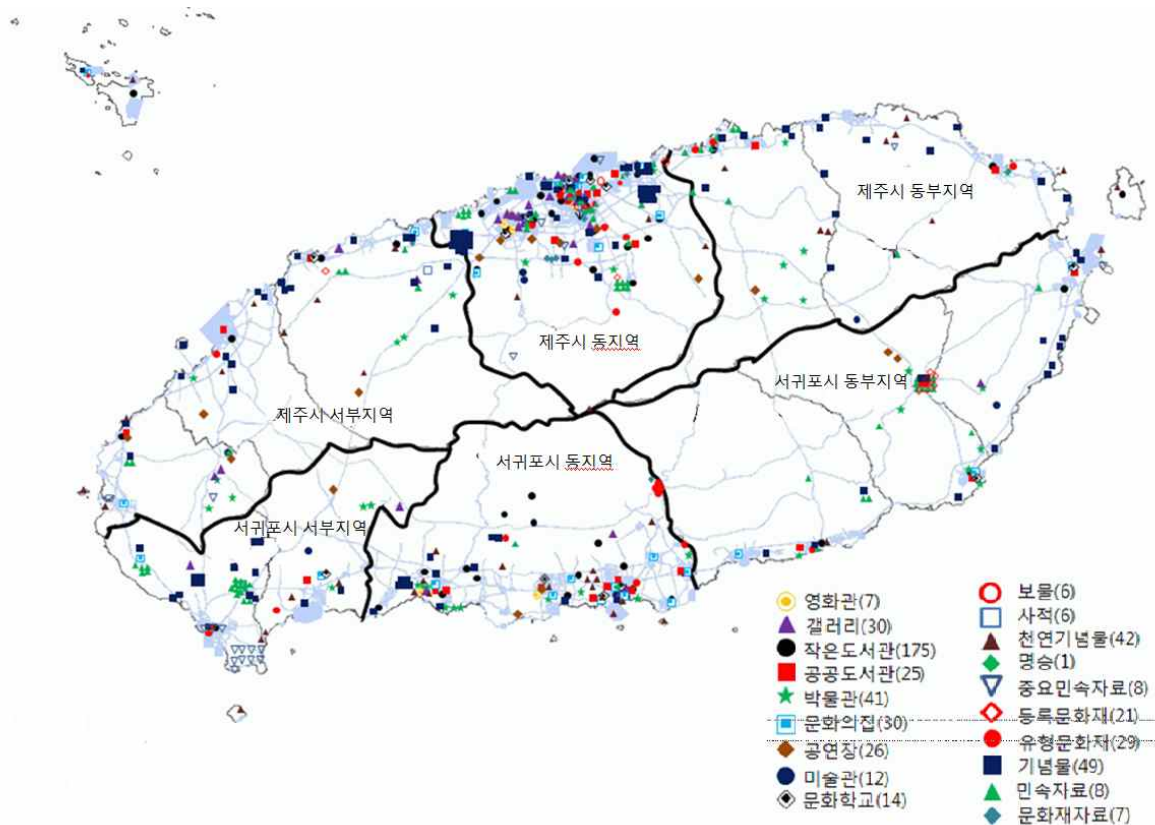 제주시 동부지역
제주시 동지역
서귀포시 동부지역
제주시 서부지역
서귀포시 동지역
서귀포시 서부지역
영화관(7)
갤러리(30)
작은도서관(175)
공공도서관(25)
박물관(41)
문화의집(30)
공연장(26)
미술관(12)
문화학교(14)
보물(6)
사적(6)
천연기념물(42)
명승(1)
중요민속자료(8)
등록문화재(21)
유형문화재(29)
기념물(49)
민속자료(8)
문화재자료(7)